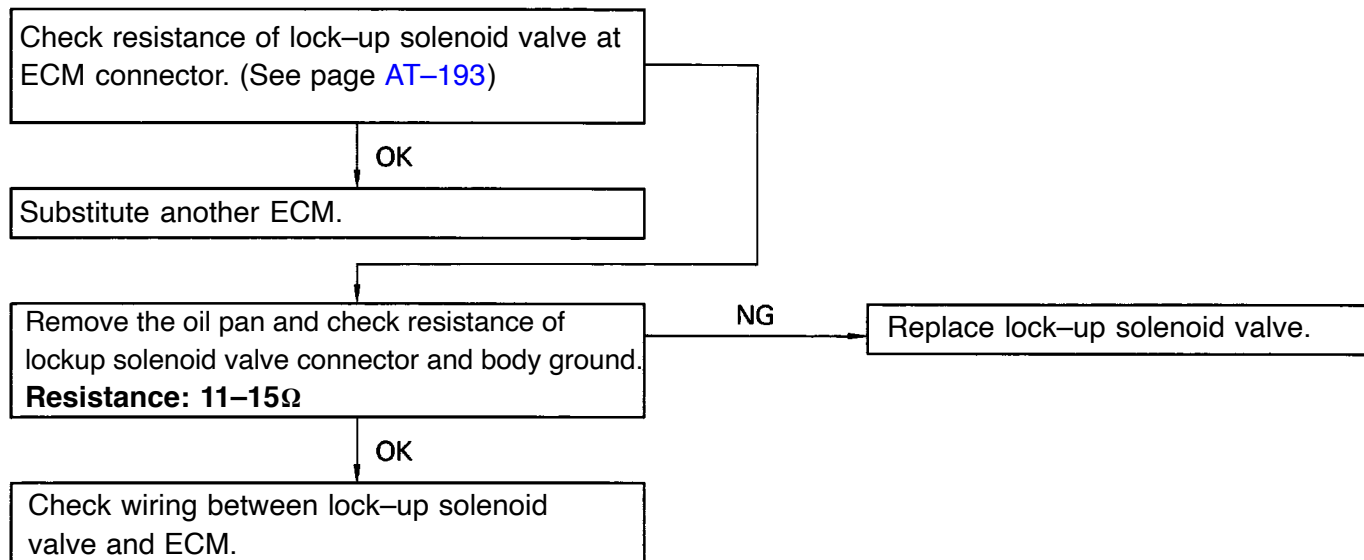 Check resistance of lock–up solenoid valve at
ECM connector. (See page AT–193)
OK
Substitute another ECM.
Remove the oil pan and check resistance of
lockup solenoid valve connector and body ground.
Resistance: 11–15Ω
NG
Replace lock–up solenoid valve.
OK
Check wiring between lock–up solenoid
valve and ECM.